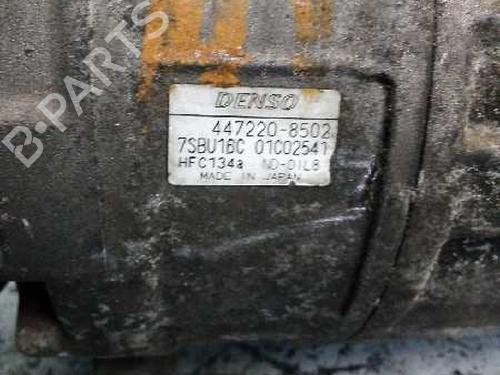 B-PARTS
DENSO
447220-8502
7SBU16C 01C02541
HFC134a ND-OIL8
MADE IN JAPAN